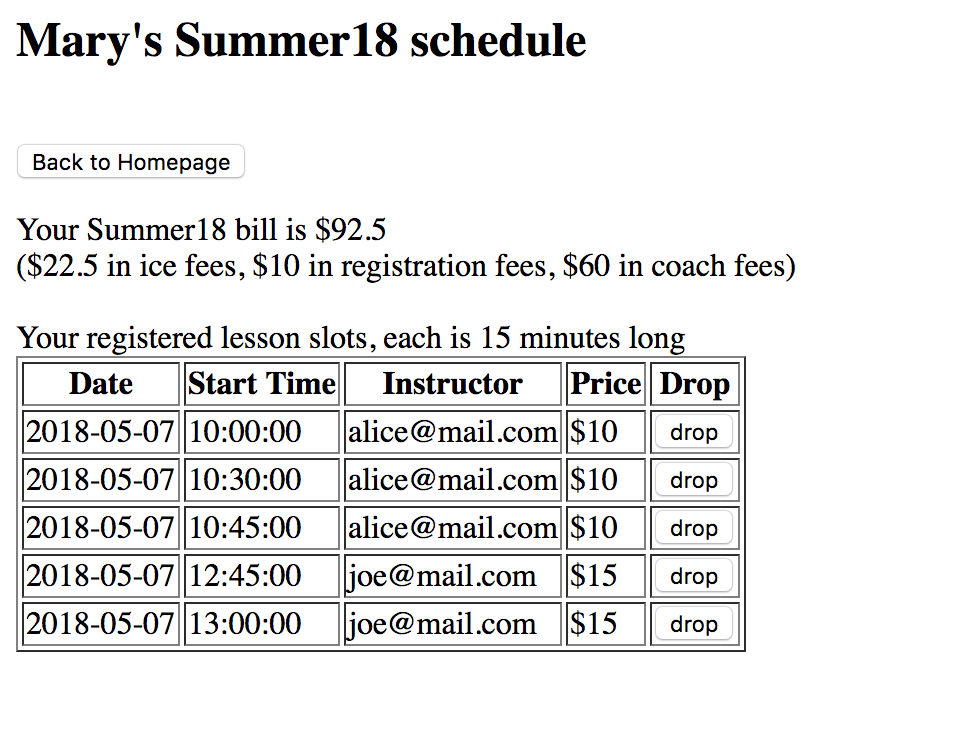 Mary's Summer18 schedule
Back to Homepage
Your Summer18 bill is $92.5
($22.5 in ice fees, $10 in registration fees, $60 in coach fees)
Your registered lesson slots, each is 15 minutes long
Date Start Time Instructor Price Drop
2018-05-07 10:00:00 alice@mail.com $10 drop
2018-05-07 10:30:00 alice@mail.com $10 drop
2018-05-07 10:45:00 alice@mail.com $10 drop
2018-05-07 12:45:00 joe@mail.com $15 drop
2018-05-07 13:00:00 joe@mail.com $15 drop